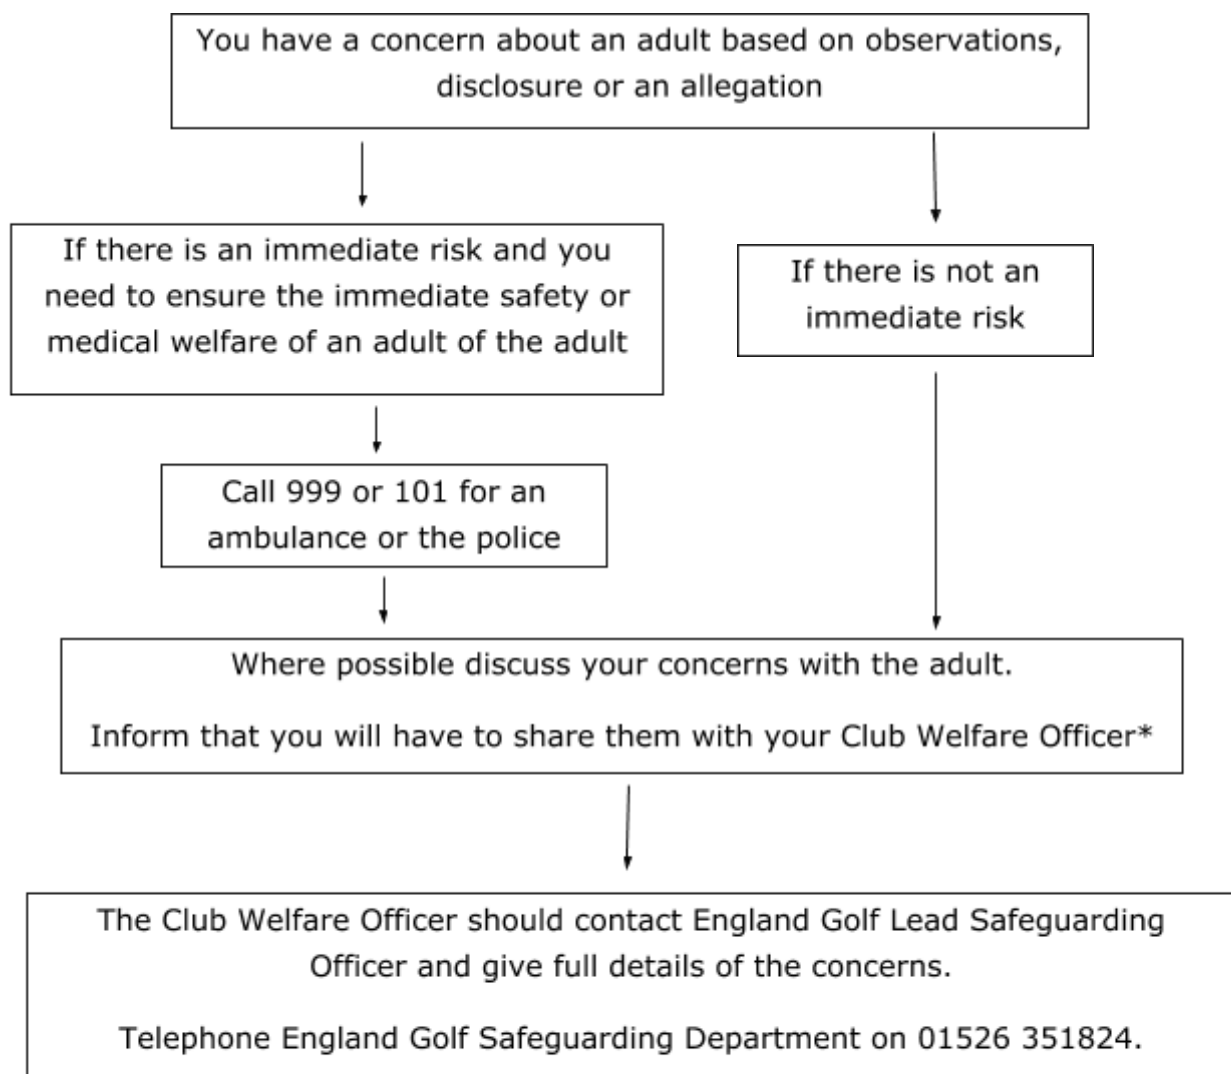 You have a concern about an adult based on observations,
disclosure or an allegation
If there is an immediate risk and you
need to ensure the immediate safety or
medical welfare of an adult of the adult
If there is not an
immediate risk
Call 999 or 101 for an
ambulance or the police
Where possible discuss your concerns with the adult.
Inform that you will have to share them with your Club Welfare Officer*
The Club Welfare Officer should contact England Golf Lead Safeguarding
Officer and give full details of the concerns.
Telephone England Golf Safeguarding Department on 01526 351824.